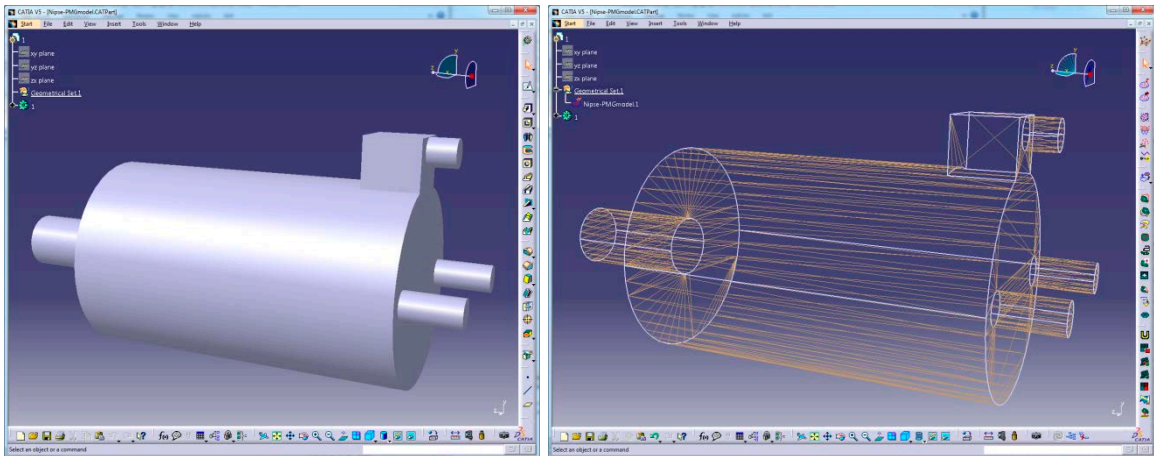 CATIA V5 - [Nipse-PMGmodel.CATPart]
Start File Edit View Insert Tools Window Help
1
xy plane
yz plane
zx plane
Geometrical Set.1
1
Select an object or a command
CATIA V5 - [Nipse-PMGmodel.CATPart]
Start File Edit View Insert Tools Window Help
1
xy plane
yz plane
zx plane
Geometrical Set.1
Nipse-PMGmodel.1
1
Select an object or a command